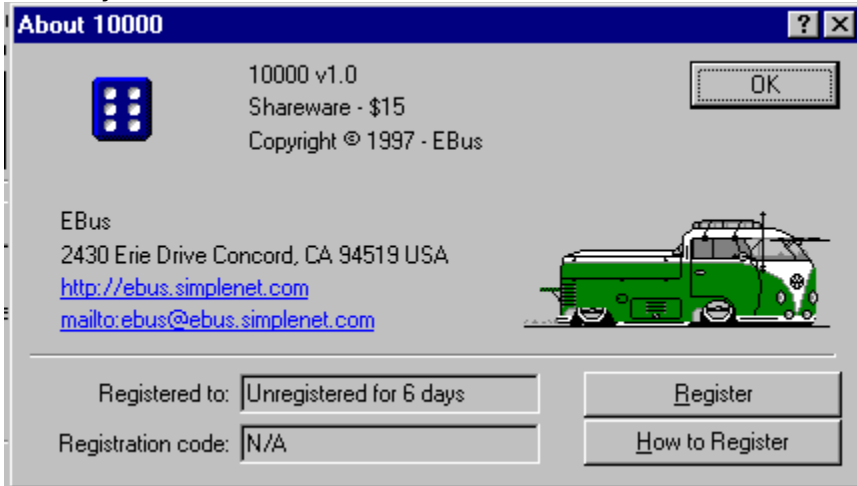 About 10000
10000 v1.0
Shareware - $15
Copyright © 1997 - EBus
OK
EBus
2430 Erie Drive Concord, CA 94519 USA
http://ebus.simplenet.com
mailto:ebus@ebus.simplenet.com
Registered to: Unregistered for 6 days
Register
Registration code: N/A
How to Register